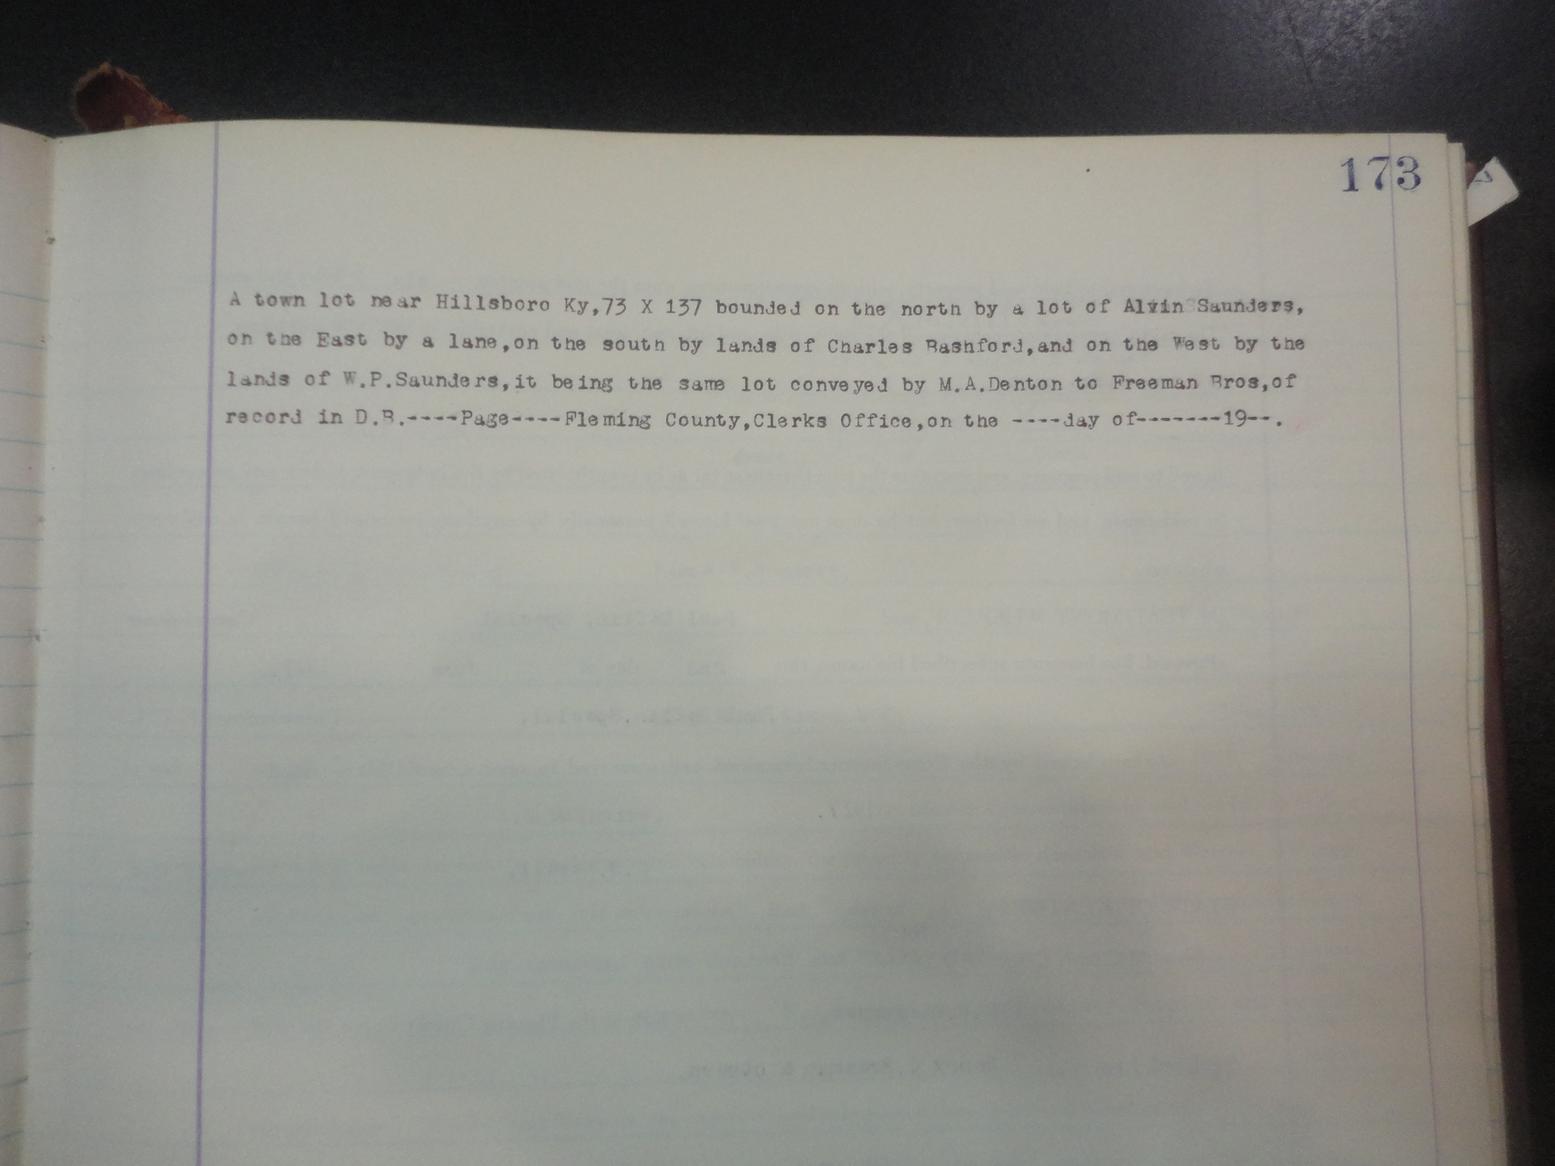 173
A town lot near Hillsboro Ky,73 X 137 bounded on the north by a lot of Alvin Saunders,
on the East by a lane,on the south by lands of Charles Bashford,and on the West by the
lands of W.P.Saunders,it being the same lot conveyed by M.A.Denton to Freeman Bros,of
record in D.B.----Page----Fleming County,Clerks Office,on the ----day of-------19--.